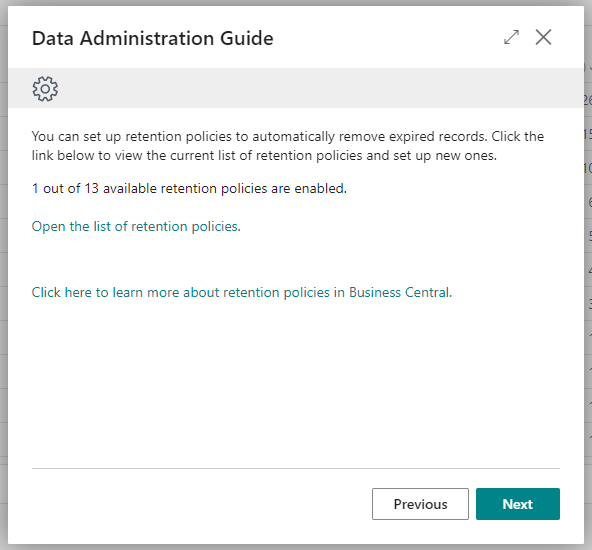 Data Administration Guide
You can set up retention policies to automatically remove expired records. Click the
link below to view the current list of retention policies and set up new ones.
1 out of 13 available retention policies are enabled.
Open the list of retention policies.
Click here to learn more about retention policies in Business Central.
Previous
Next